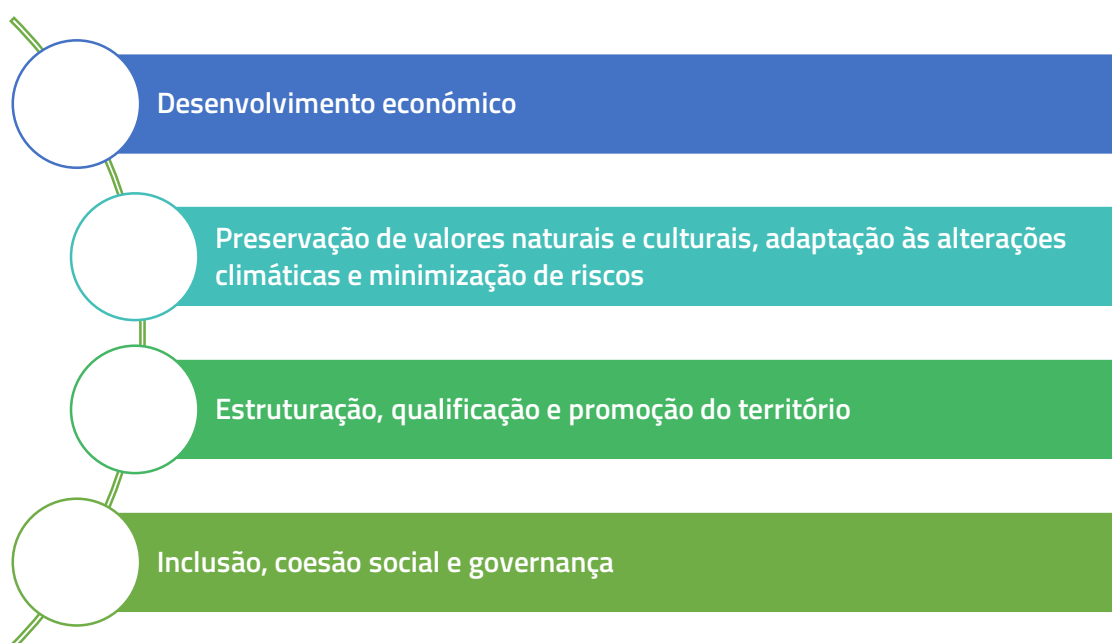 Desenvolvimento económico
Preservação de valores naturais e culturais, adaptação às alterações
climáticas e minimização de riscos
Estruturação, qualificação e promoção do território
Inclusão, coesão social e governança